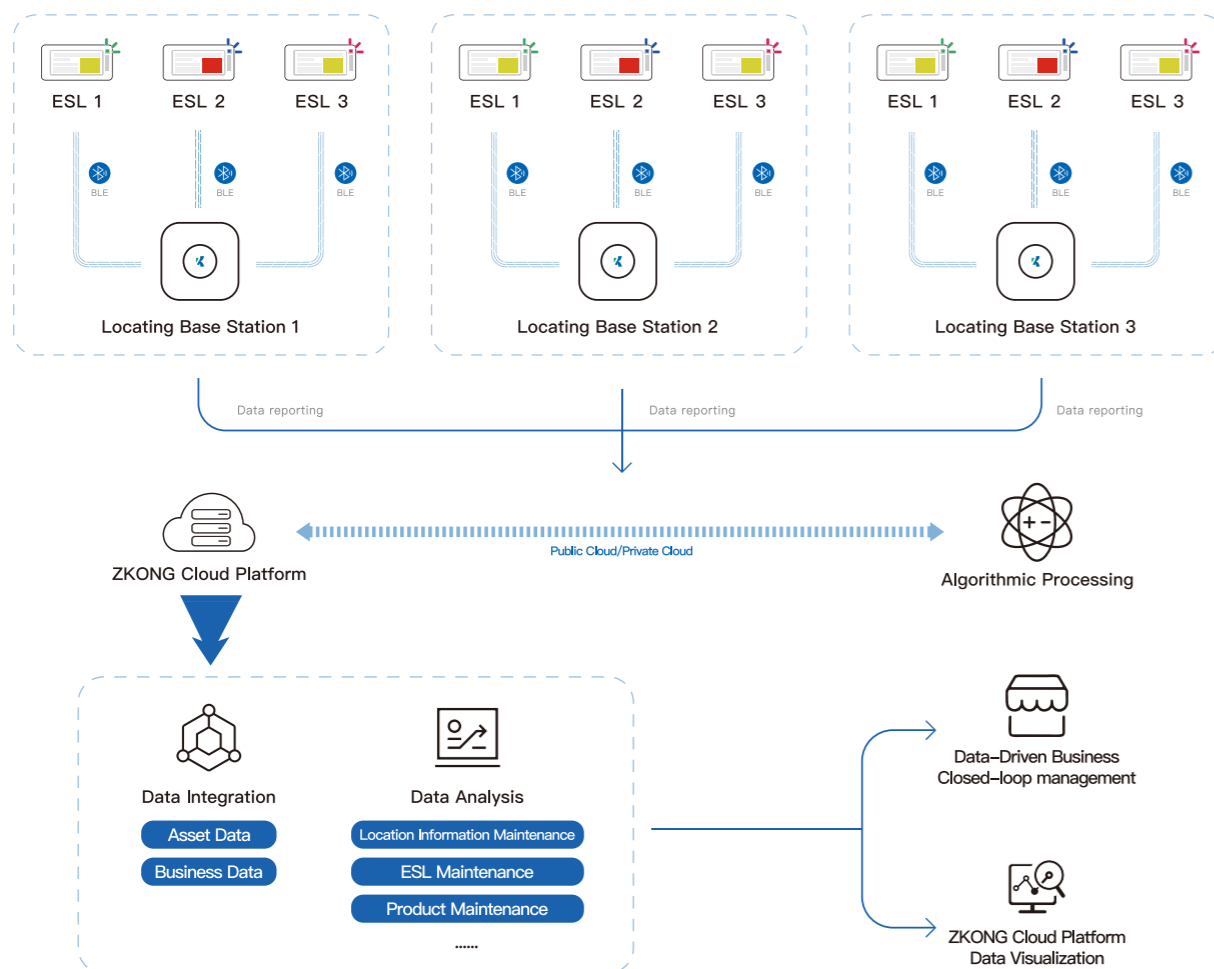 ESL 1
ESL 2
ESL 3
BLE
BLE
BLE
Locating Base Station 1
ESL 1
ESL 2
ESL 3
BLE
BLE
BLE
Locating Base Station 2
ESL 1
ESL 2
ESL 3
BLE
BLE
BLE
Locating Base Station 3
Data reporting
Data reporting
Data reporting
ZKONG Cloud Platform
Public Cloud/Private Cloud
Algorithmic Processing
Data Integration
Asset Data
Business Data
Data Analysis
Location Information Maintenance
ESL Maintenance
Product Maintenance
......
Data-Driven Business
Closed-loop management
ZKONG Cloud Platform
Data Visualization